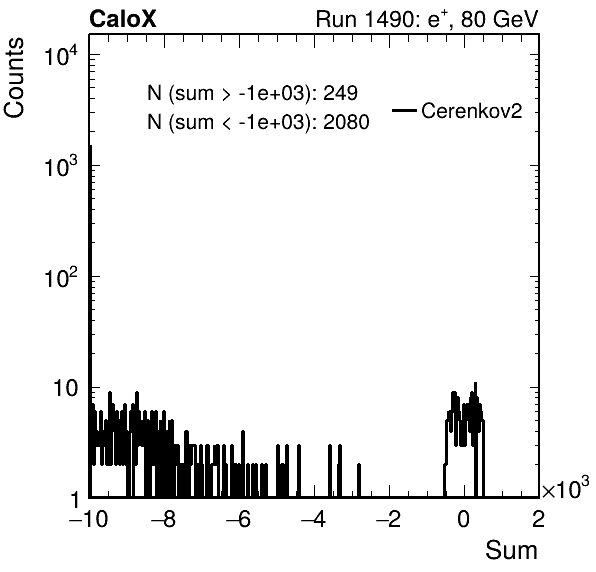 CaloX Run 1490: e⁺, 80 GeV
Counts
10⁴
N (sum > -1e+03): 249
N (sum < -1e+03): 2080
Cerenkov2
10³
10²
10
1
−10 −8 −6 −4 −2 0 2
×10³
Sum